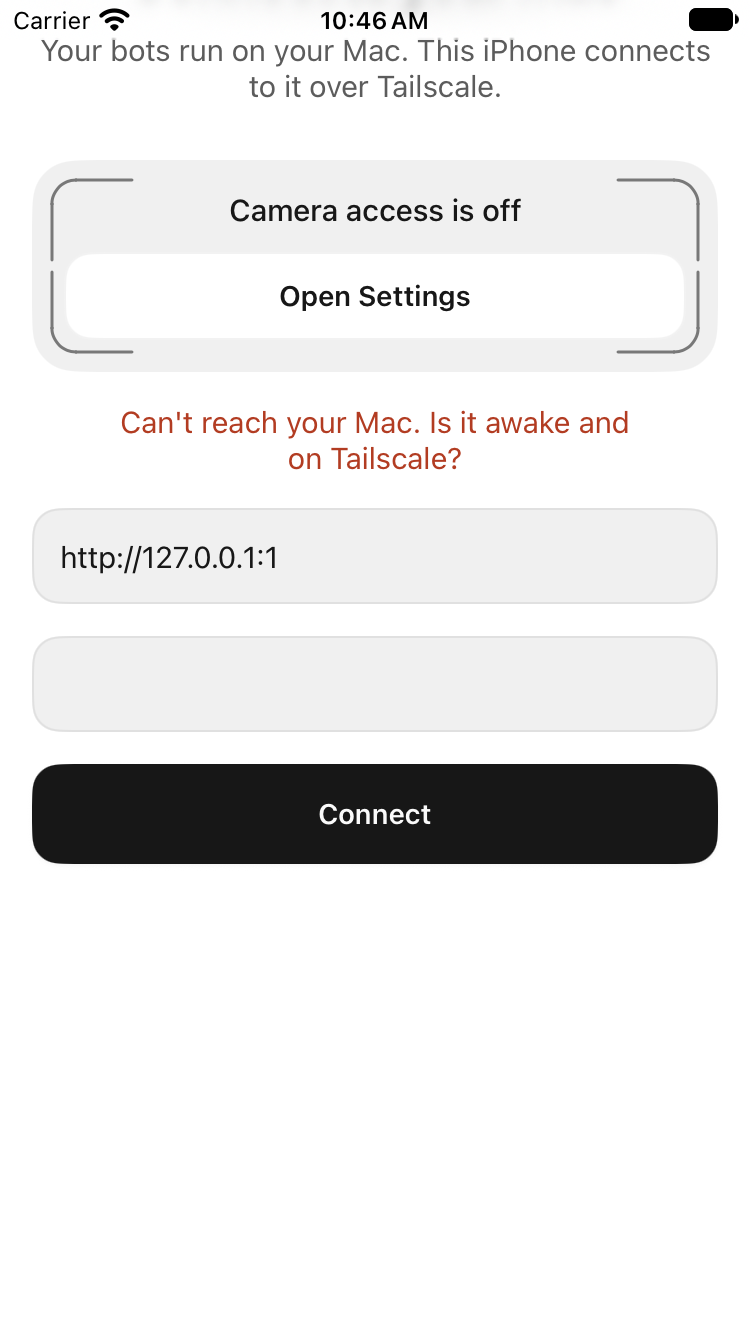 Carrier 10:46 AM
Your bots run on your Mac. This iPhone connects
to it over Tailscale.
Camera access is off
Open Settings
Can't reach your Mac. Is it awake and
on Tailscale?
http://127.0.0.1:1
Connect